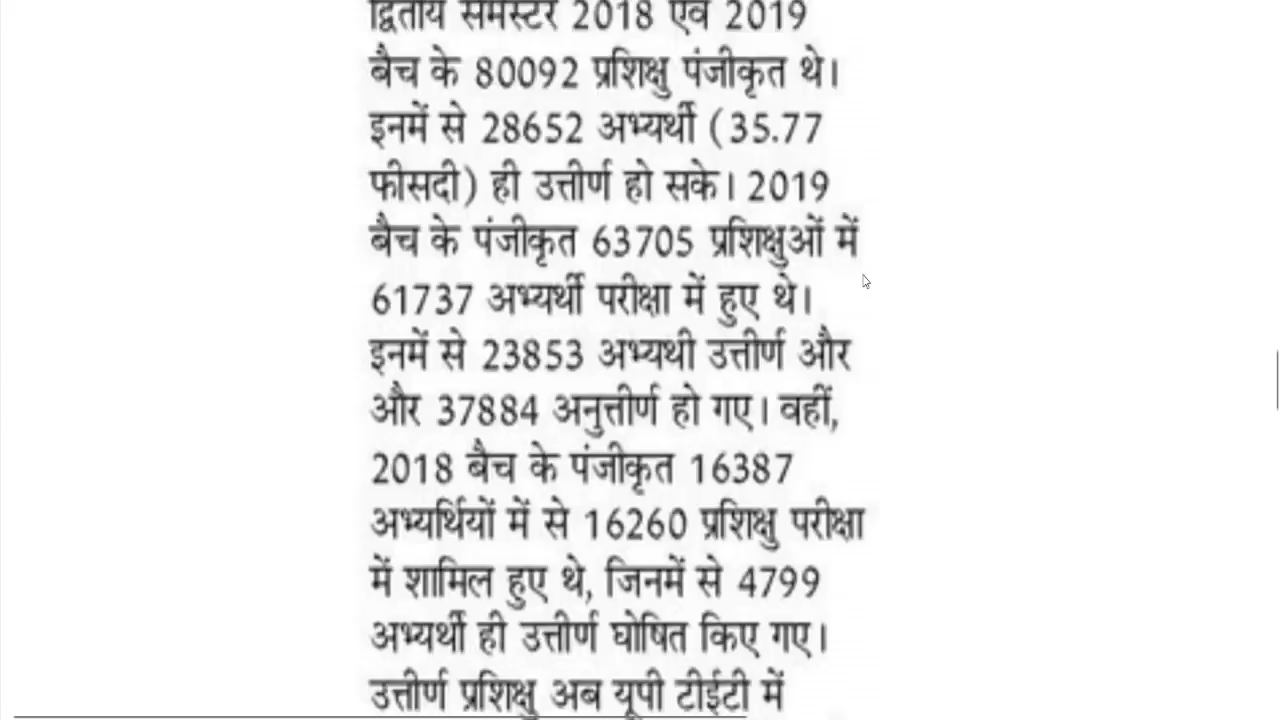 द्वितीय समस्टर 2018 एव 2019
बैच के 80092 प्रशिक्षु पंजीकृत थे।
इनमें से 28652 अभ्यर्थी (35.77
फीसदी) ही उत्तीर्ण हो सके। 2019
बैच के पंजीकृत 63705 प्रशिक्षुओं में
61737 अभ्यर्थी परीक्षा में हुए थे।
इनमें से 23853 अभ्यथी उत्तीर्ण और
और 37884 अनुत्तीर्ण हो गए। वहीं,
2018 बैच के पंजीकृत 16387
अभ्यर्थियों में से 16260 प्रशिक्षु परीक्षा
में शामिल हुए थे, जिनमें से 4799
अभ्यर्थी ही उत्तीर्ण घोषित किए गए।
उत्तीर्ण प्रशिक्षु अब यूपी टीईटी में